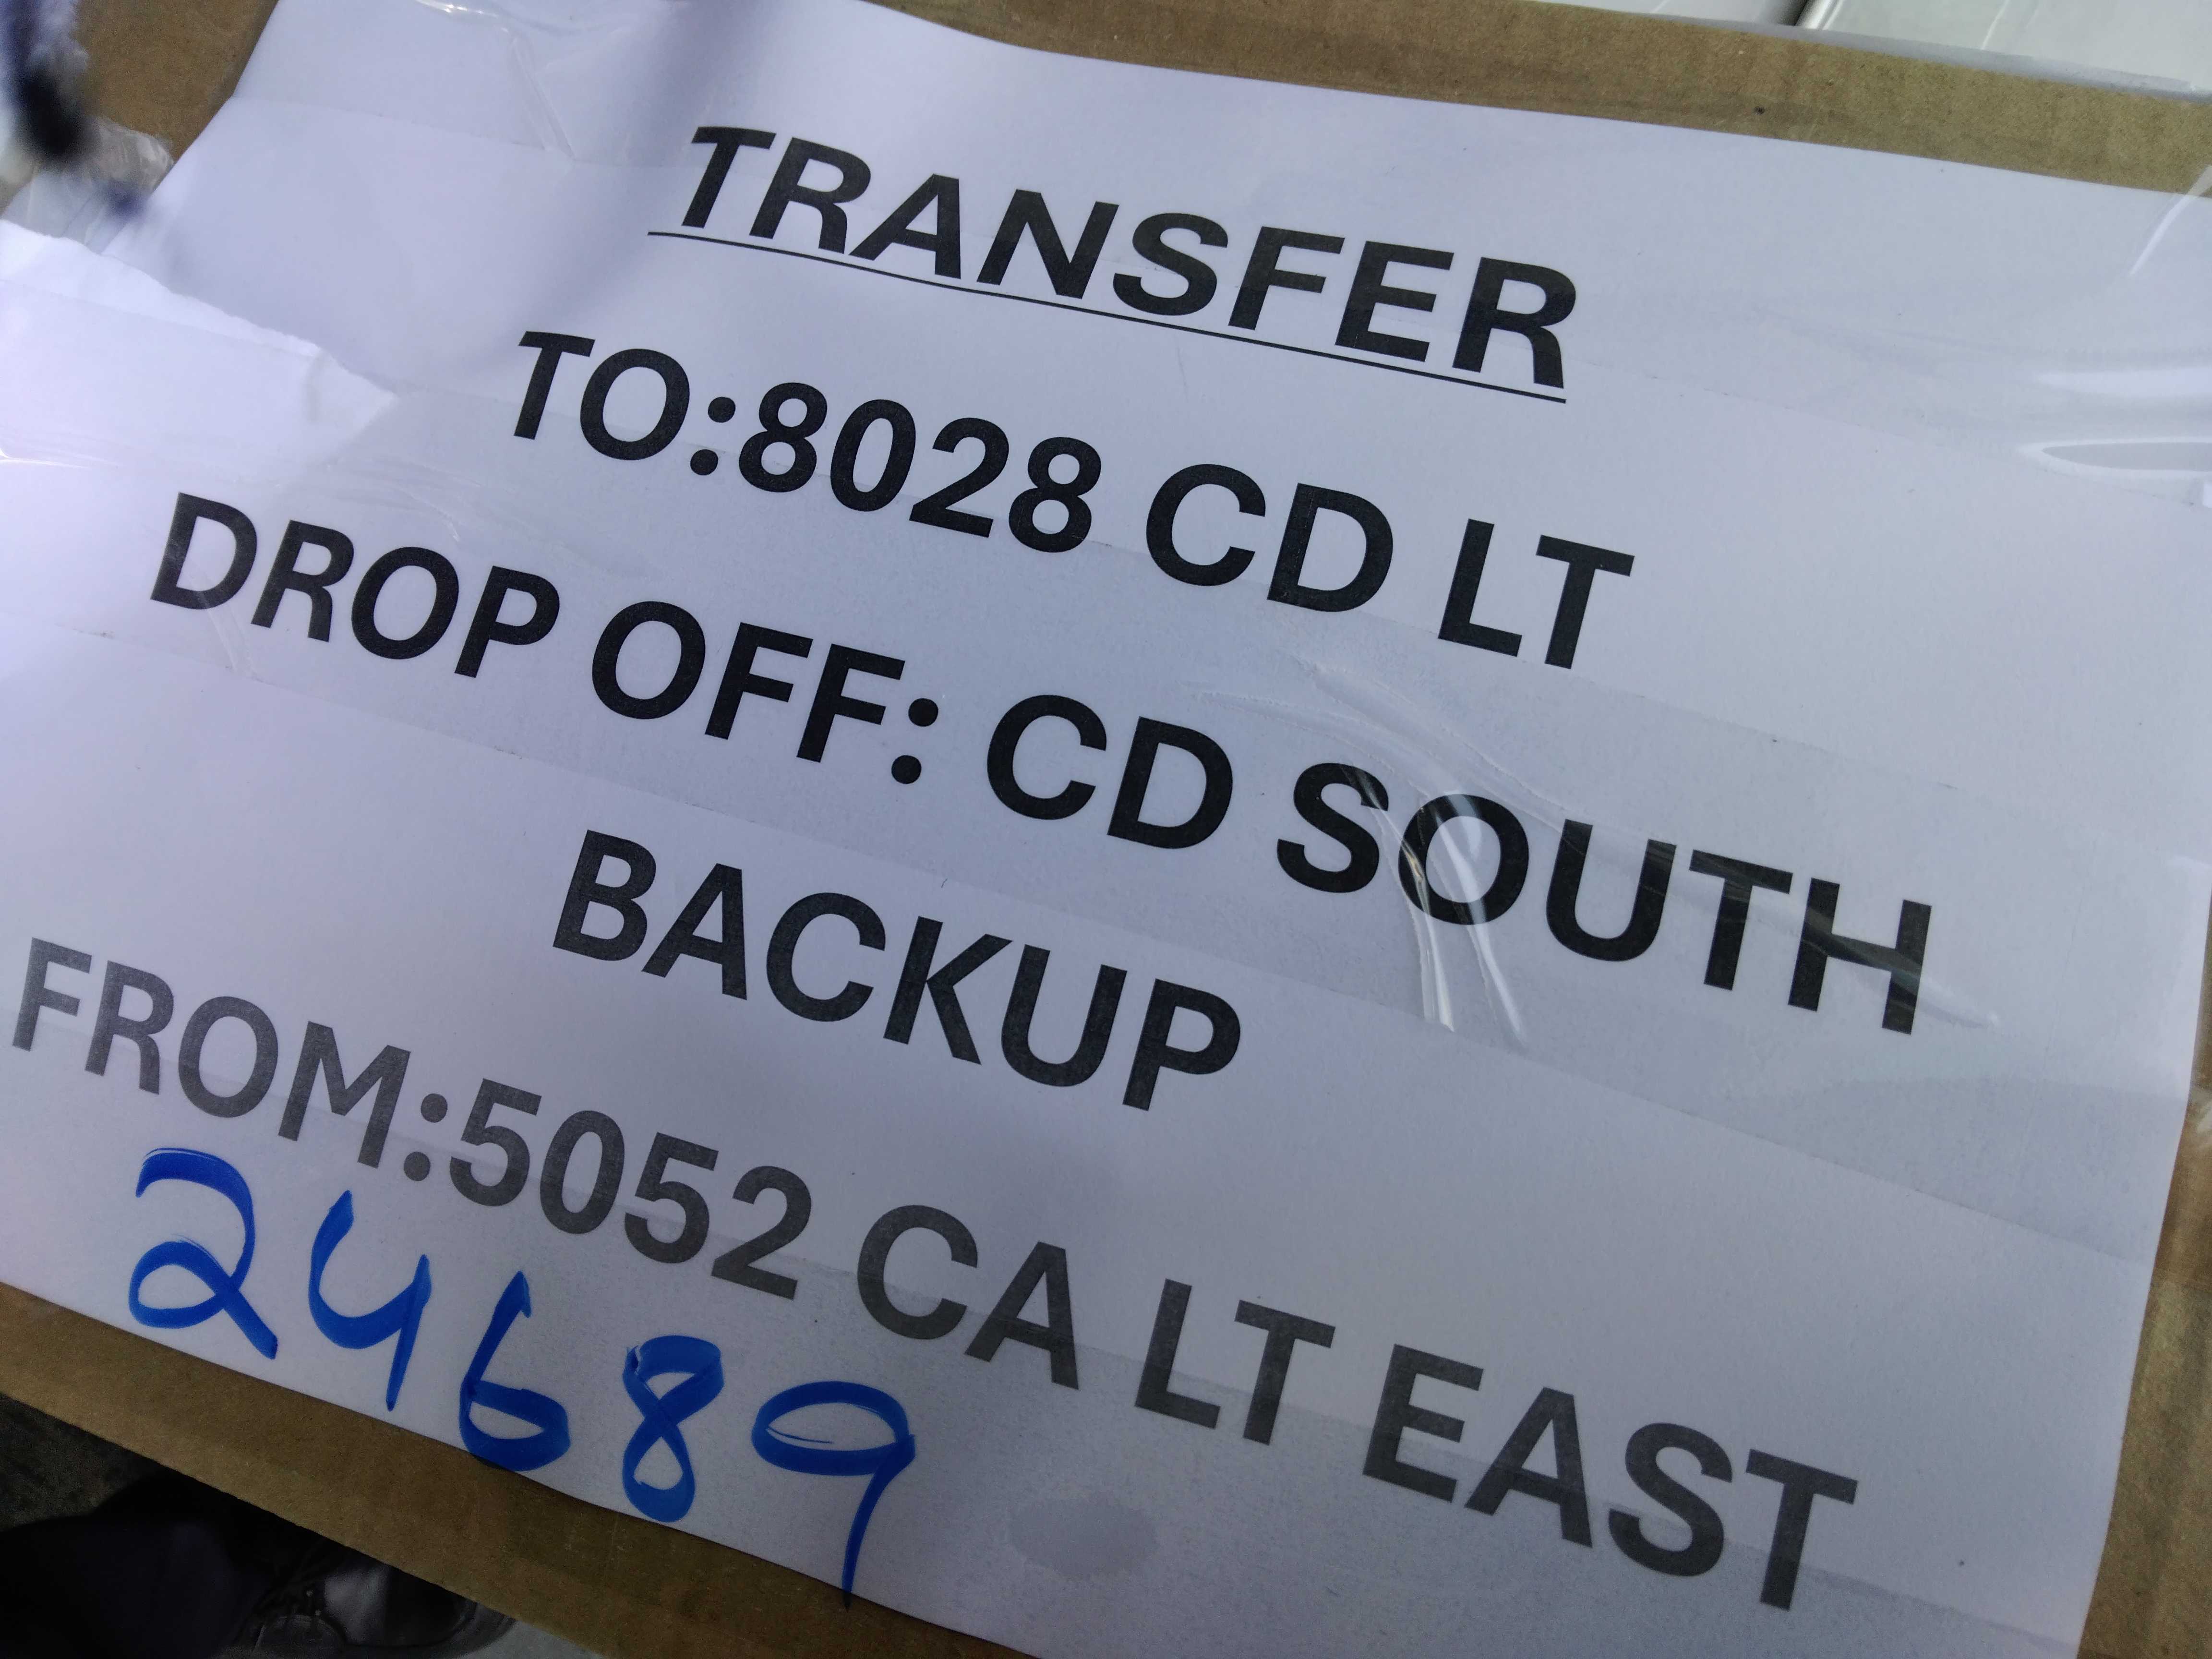 TRANSFER
TO:8028 CD LT
DROP OFF: CD SOUTH
BACKUP
FROM:5052 CA LT EAST
24689